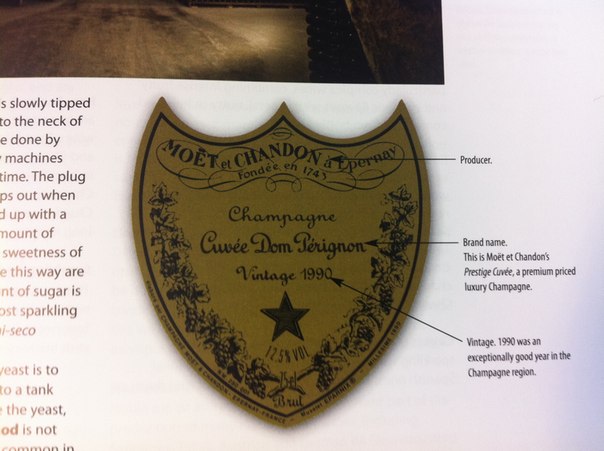 s slowly tipped
to the neck of
e done by
machines
time. The plug
ps out when
d up with a
mount of
sweetness of
e this way are
nt of sugar is
ost sparkling
i-seco
yeast is to
to a tank
e the yeast,
od is not
common in
MOËT et CHANDON à Epernay
Fondée en 1743
Champagne
Cuvée Dom Pérignon
Vintage 1990
12,5% VOL
75cl
Brut
Producer.
Brand name.
This is Moët et Chandon's
Prestige Cuvée, a premium priced
luxury Champagne.
Vintage. 1990 was an
exceptionally good year in the
Champagne region.